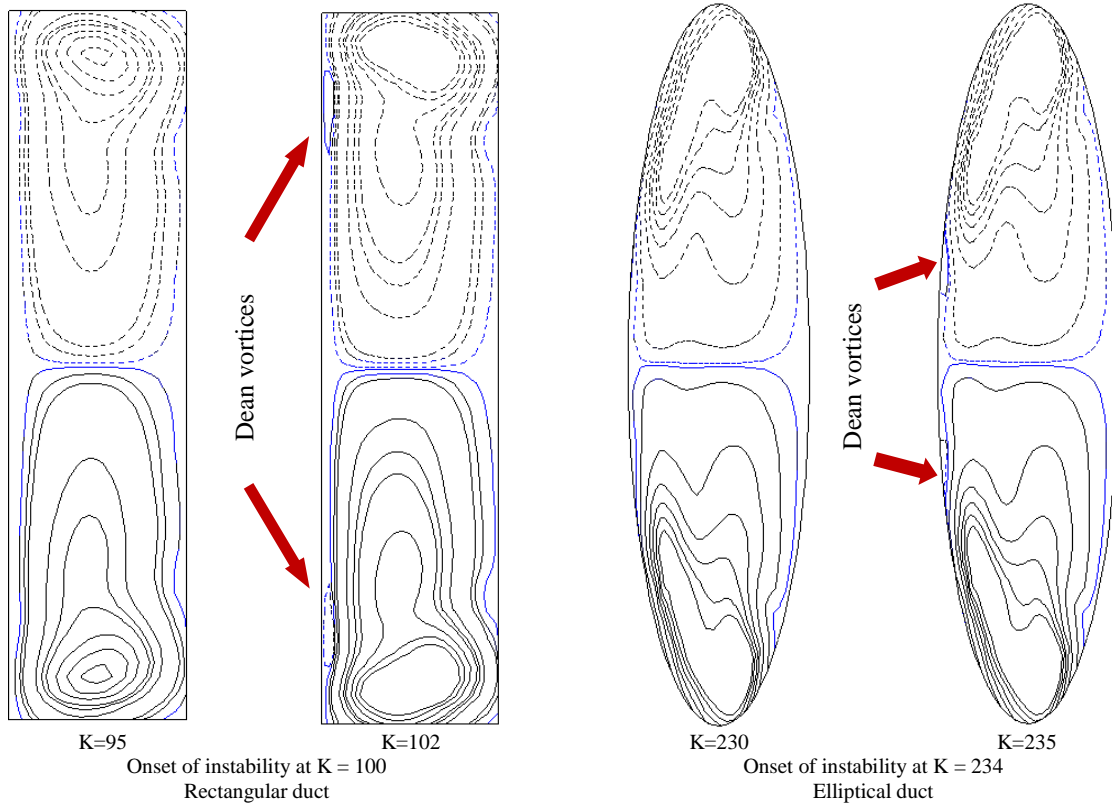 Dean vortices
Dean vortices
K=95
K=102
K=230
K=235
Onset of instability at K = 100
Onset of instability at K = 234
Rectangular duct
Elliptical duct